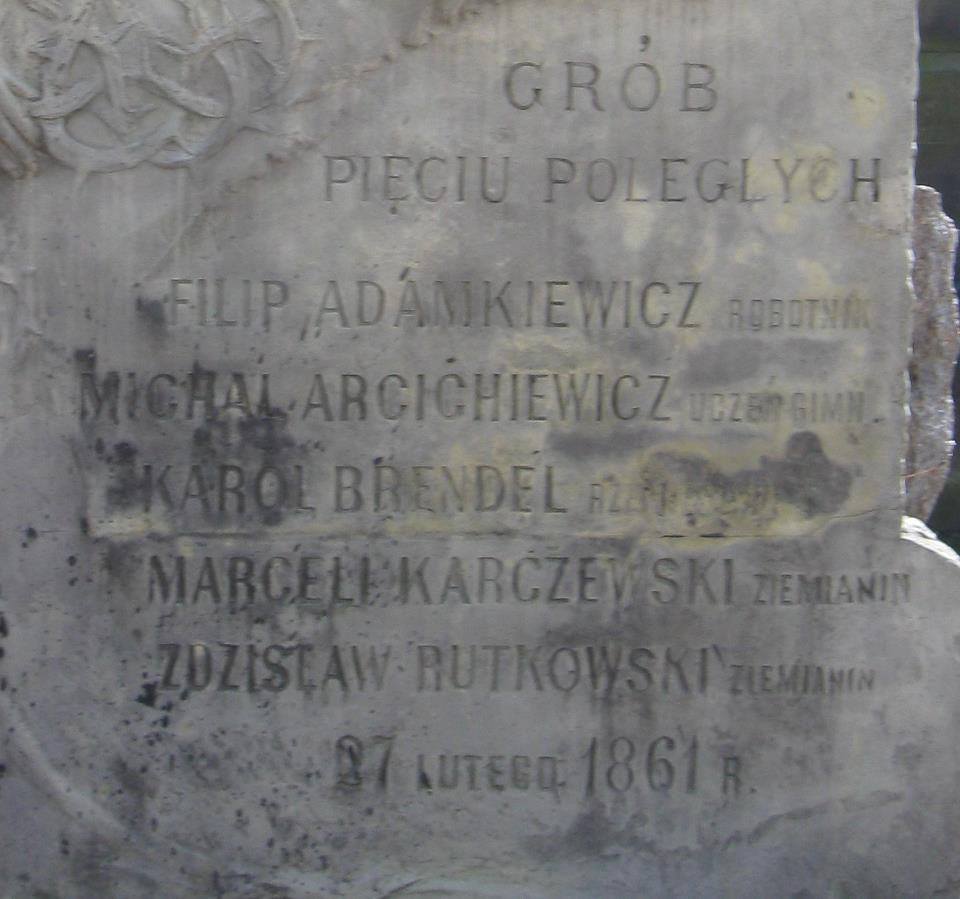 GRÓB
PIĘCIU POLEGŁYCH
FILIP ADAMKIEWICZ ROBOTNIK
MICHAŁ ARCICHIEWICZ UCZEŃ GIMN.
KAROL BRENDEL
MARCELI KARCZEWSKI ZIEMIANIN
ZDZISŁAW RUTKOWSKI ZIEMIANIN
27 LUTEGO 1861 R.